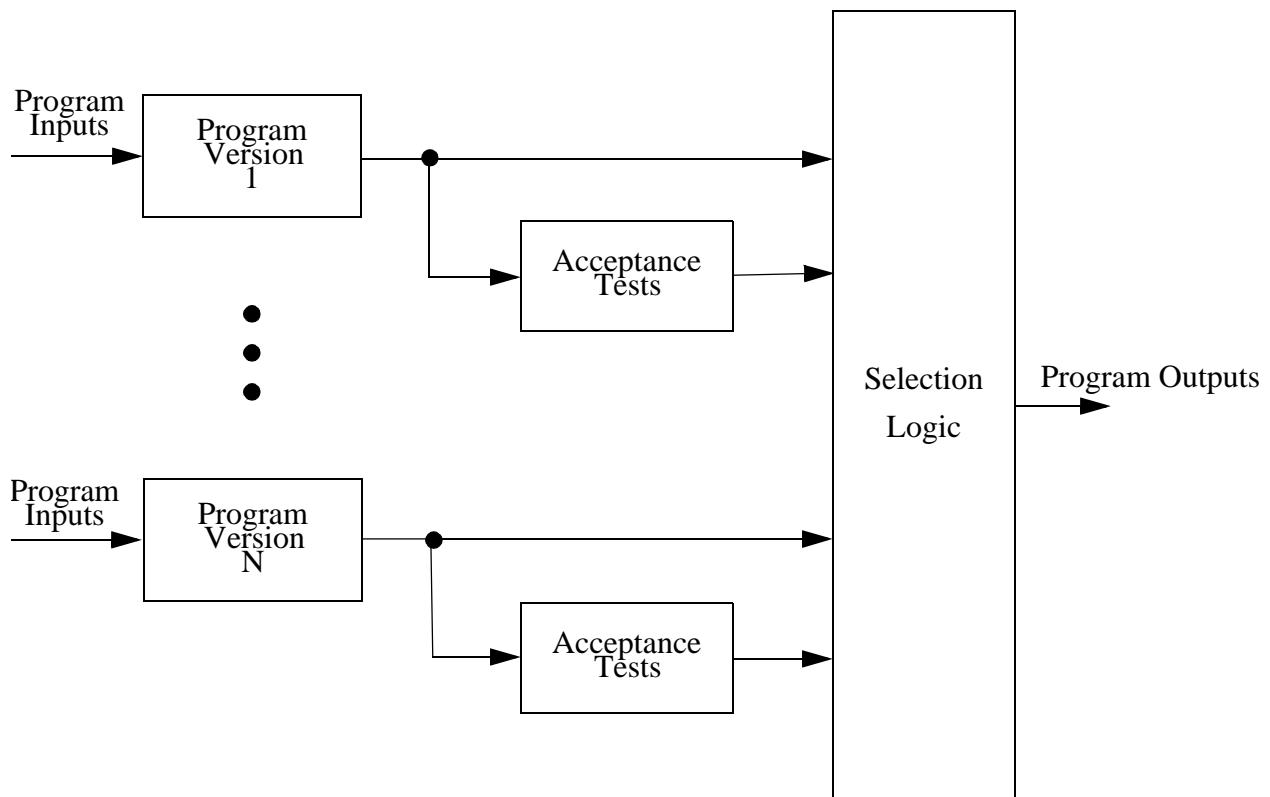 Program
Inputs
Program
Version
1
Acceptance
Tests
Selection
Logic
Program Outputs
Program
Inputs
Program
Version
N
Acceptance
Tests